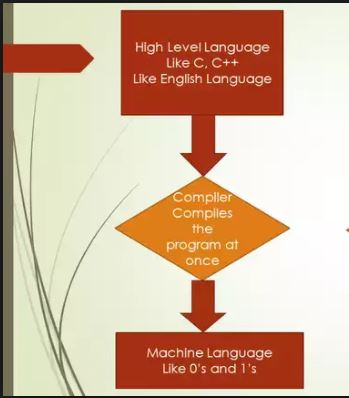 High Level Language
Like C, C++
Like English Language
Compiler
Compiles
the
program at
once
Machine Language
Like 0's and 1's